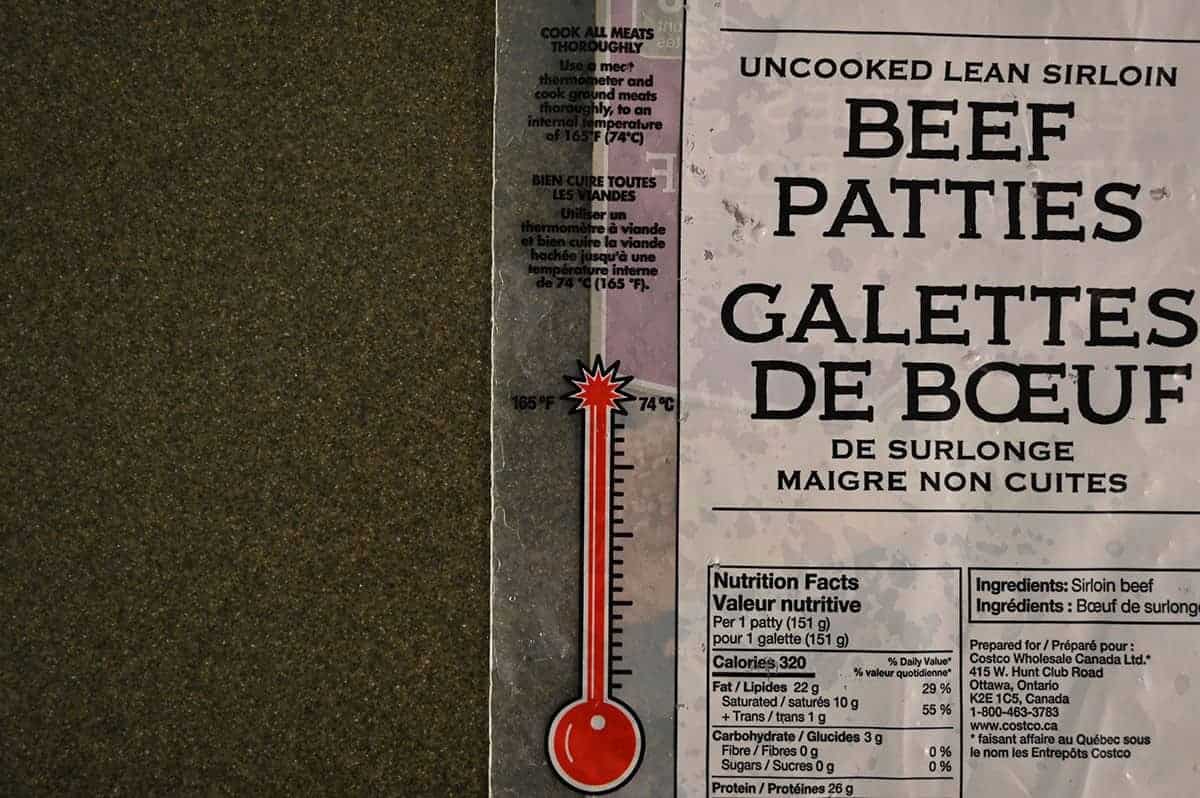 COOK ALL MEATS
THOROUGHLY
Use a meat
thermometer and
cook ground meats
thoroughly, to an
internal temperature
of 165°F (74°C)
BIEN CUIRE TOUTES
LES VIANDES
Utiliser un
thermomètre à viande
et bien cuire la viande
hachée jusqu'à une
température interne
de 74 °C (165 °F).
165 °F 74 °C
UNCOOKED LEAN SIRLOIN
BEEF
PATTIES
GALETTES
DE BŒUF
DE SURLONGE
MAIGRE NON CUITES
Nutrition Facts
Valeur nutritive
Per 1 patty (151 g)
pour 1 galette (151 g)
Calories 320 % Daily Value*
% valeur quotidienne*
Fat / Lipides 22 g 29 %
Saturated / saturés 10 g
+ Trans / trans 1 g 55 %
Carbohydrate / Glucides 3 g
Fibre / Fibres 0 g 0 %
Sugars / Sucres 0 g 0 %
Protein / Protéines 26 g
Ingredients: Sirloin beef
Ingrédients : Bœuf de surlonge
Prepared for / Préparé pour :
Costco Wholesale Canada Ltd.*
415 W. Hunt Club Road
Ottawa, Ontario
K2E 1C5, Canada
1-800-463-3783
www.costco.ca
* faisant affaire au Québec sous
le nom les Entrepôts Costco